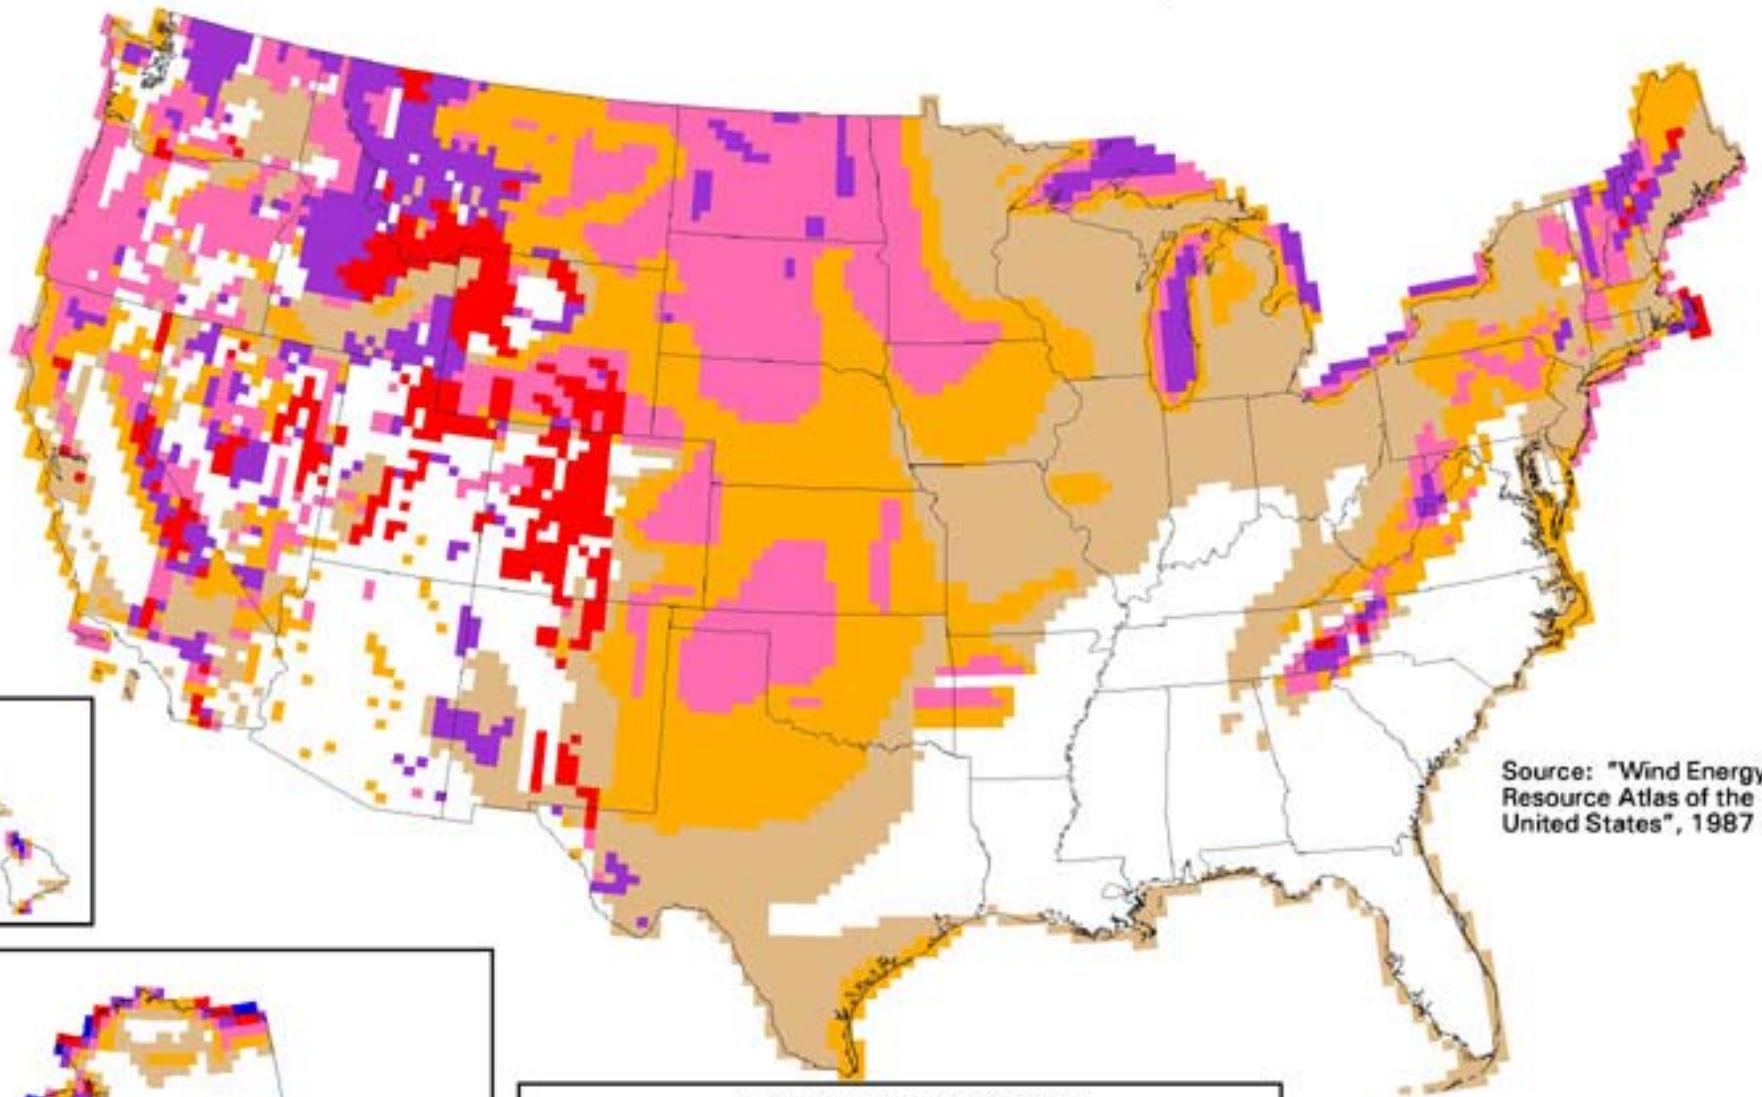 Source: "Wind Energy
Resource Atlas of the
United States", 1987